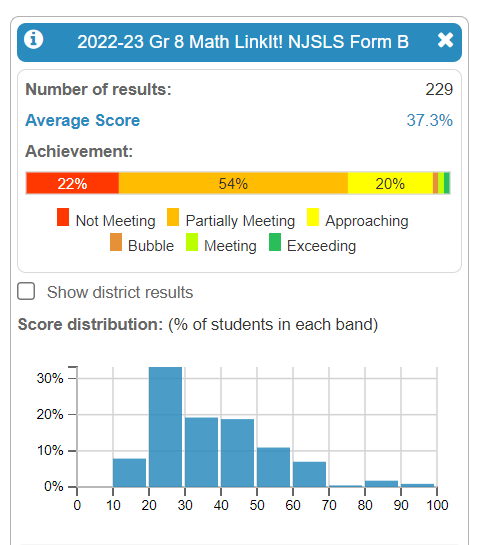 2022-23 Gr 8 Math LinkIt! NJSLS Form B
Number of results: 229
Average Score 37.3%
Achievement:
22% 54% 20%
Not Meeting Partially Meeting Approaching
Bubble Meeting Exceeding
Show district results
Score distribution: (% of students in each band)
30%
20%
10%
0%
0 10 20 30 40 50 60 70 80 90 100